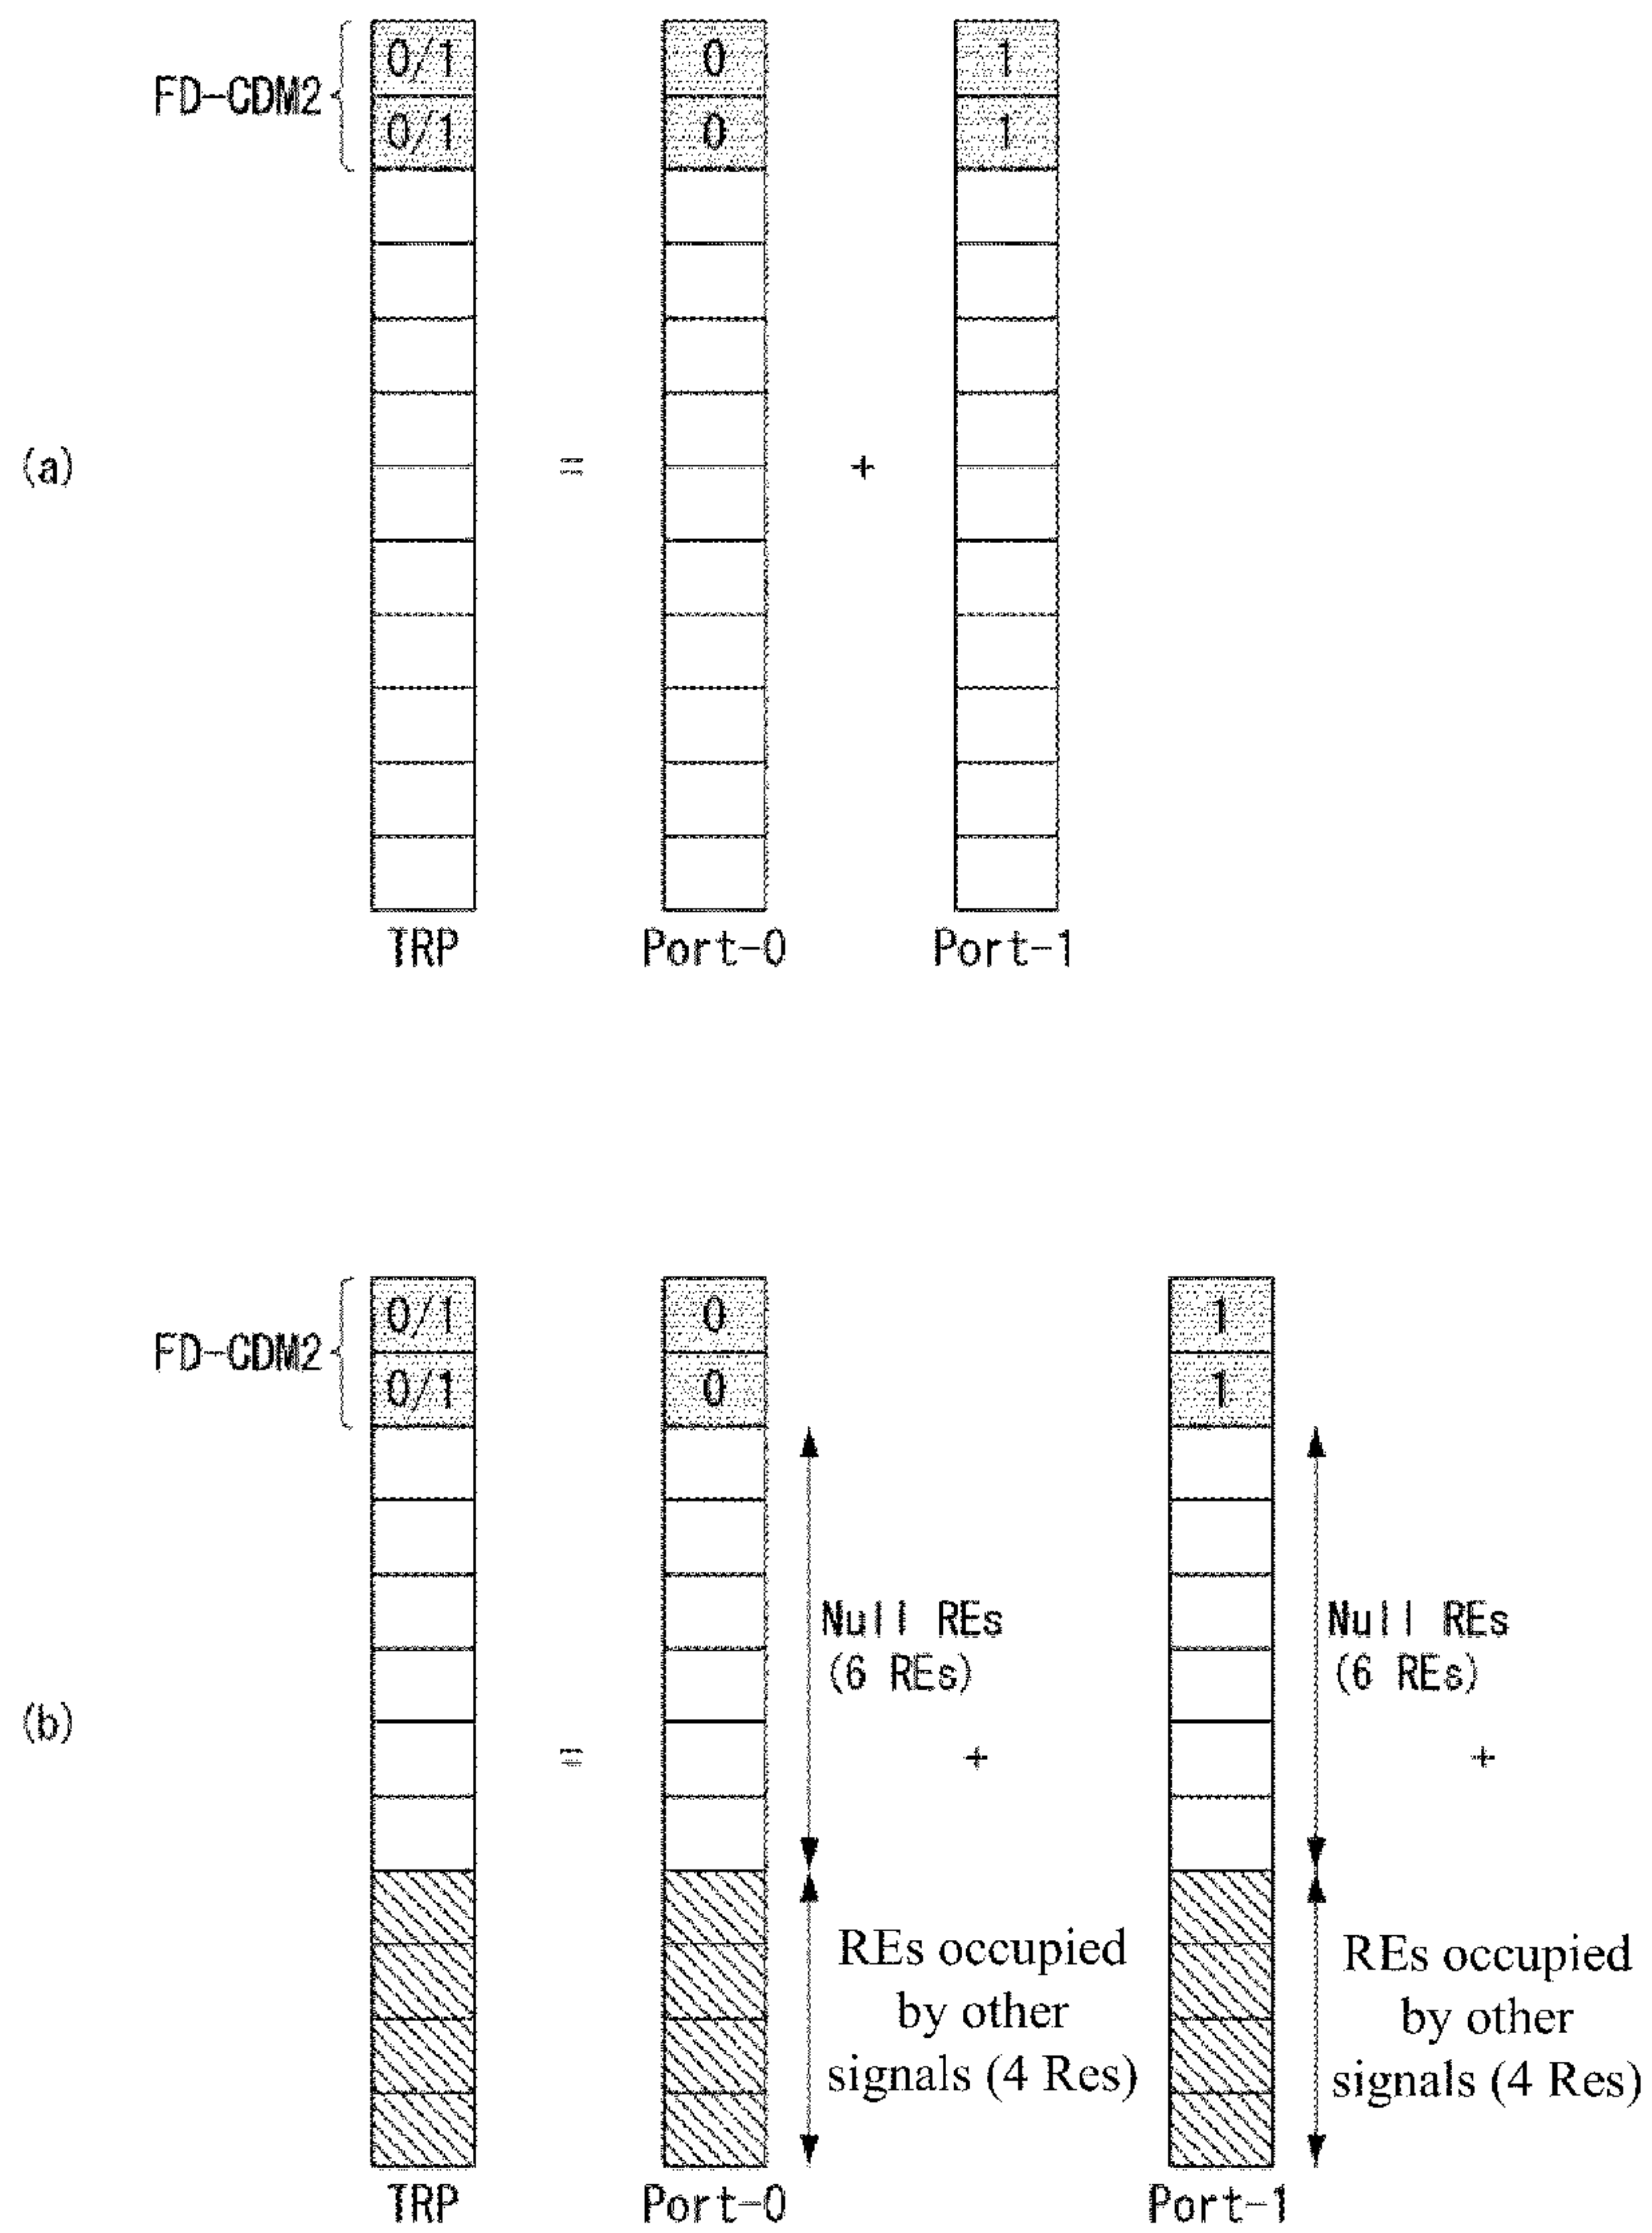 FD-CDM2
0/1 0 1
0/1 0 1
(a) = +
TRP Port-0 Port-1
FD-CDM2
0/1 0 1
0/1 0 1
Null REs
(6 REs)
Null REs
(6 REs)
(b) = + +
REs occupied
by other
signals (4 Res)
REs occupied
by other
signals (4 Res)
TRP Port-0 Port-1